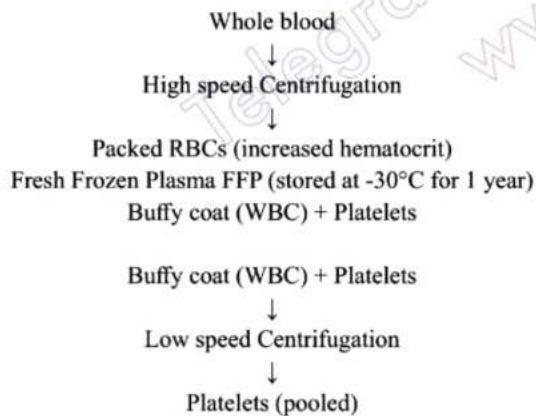 Whole blood
↓
High speed Centrifugation
↓
Packed RBCs (increased hematocrit)
Fresh Frozen Plasma FFP (stored at -30°C for 1 year)
Buffy coat (WBC) + Platelets
Buffy coat (WBC) + Platelets
↓
Low speed Centrifugation
↓
Platelets (pooled)